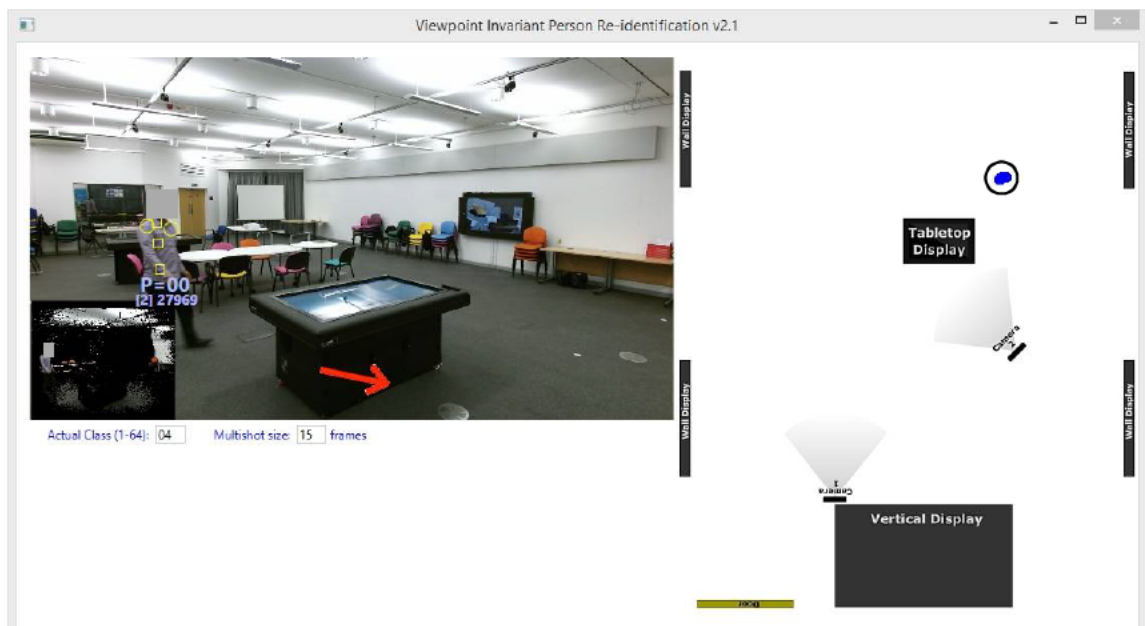 Viewpoint Invariant Person Re-identification v2.1
P=00
[2] 27969
Actual Class (1-64): 04 Multishot size: 15 frames
Wall Display
Wall Display
Tabletop
Display
Camera
2
Wall Display
Wall Display
Camera
1
Vertical Display
Door